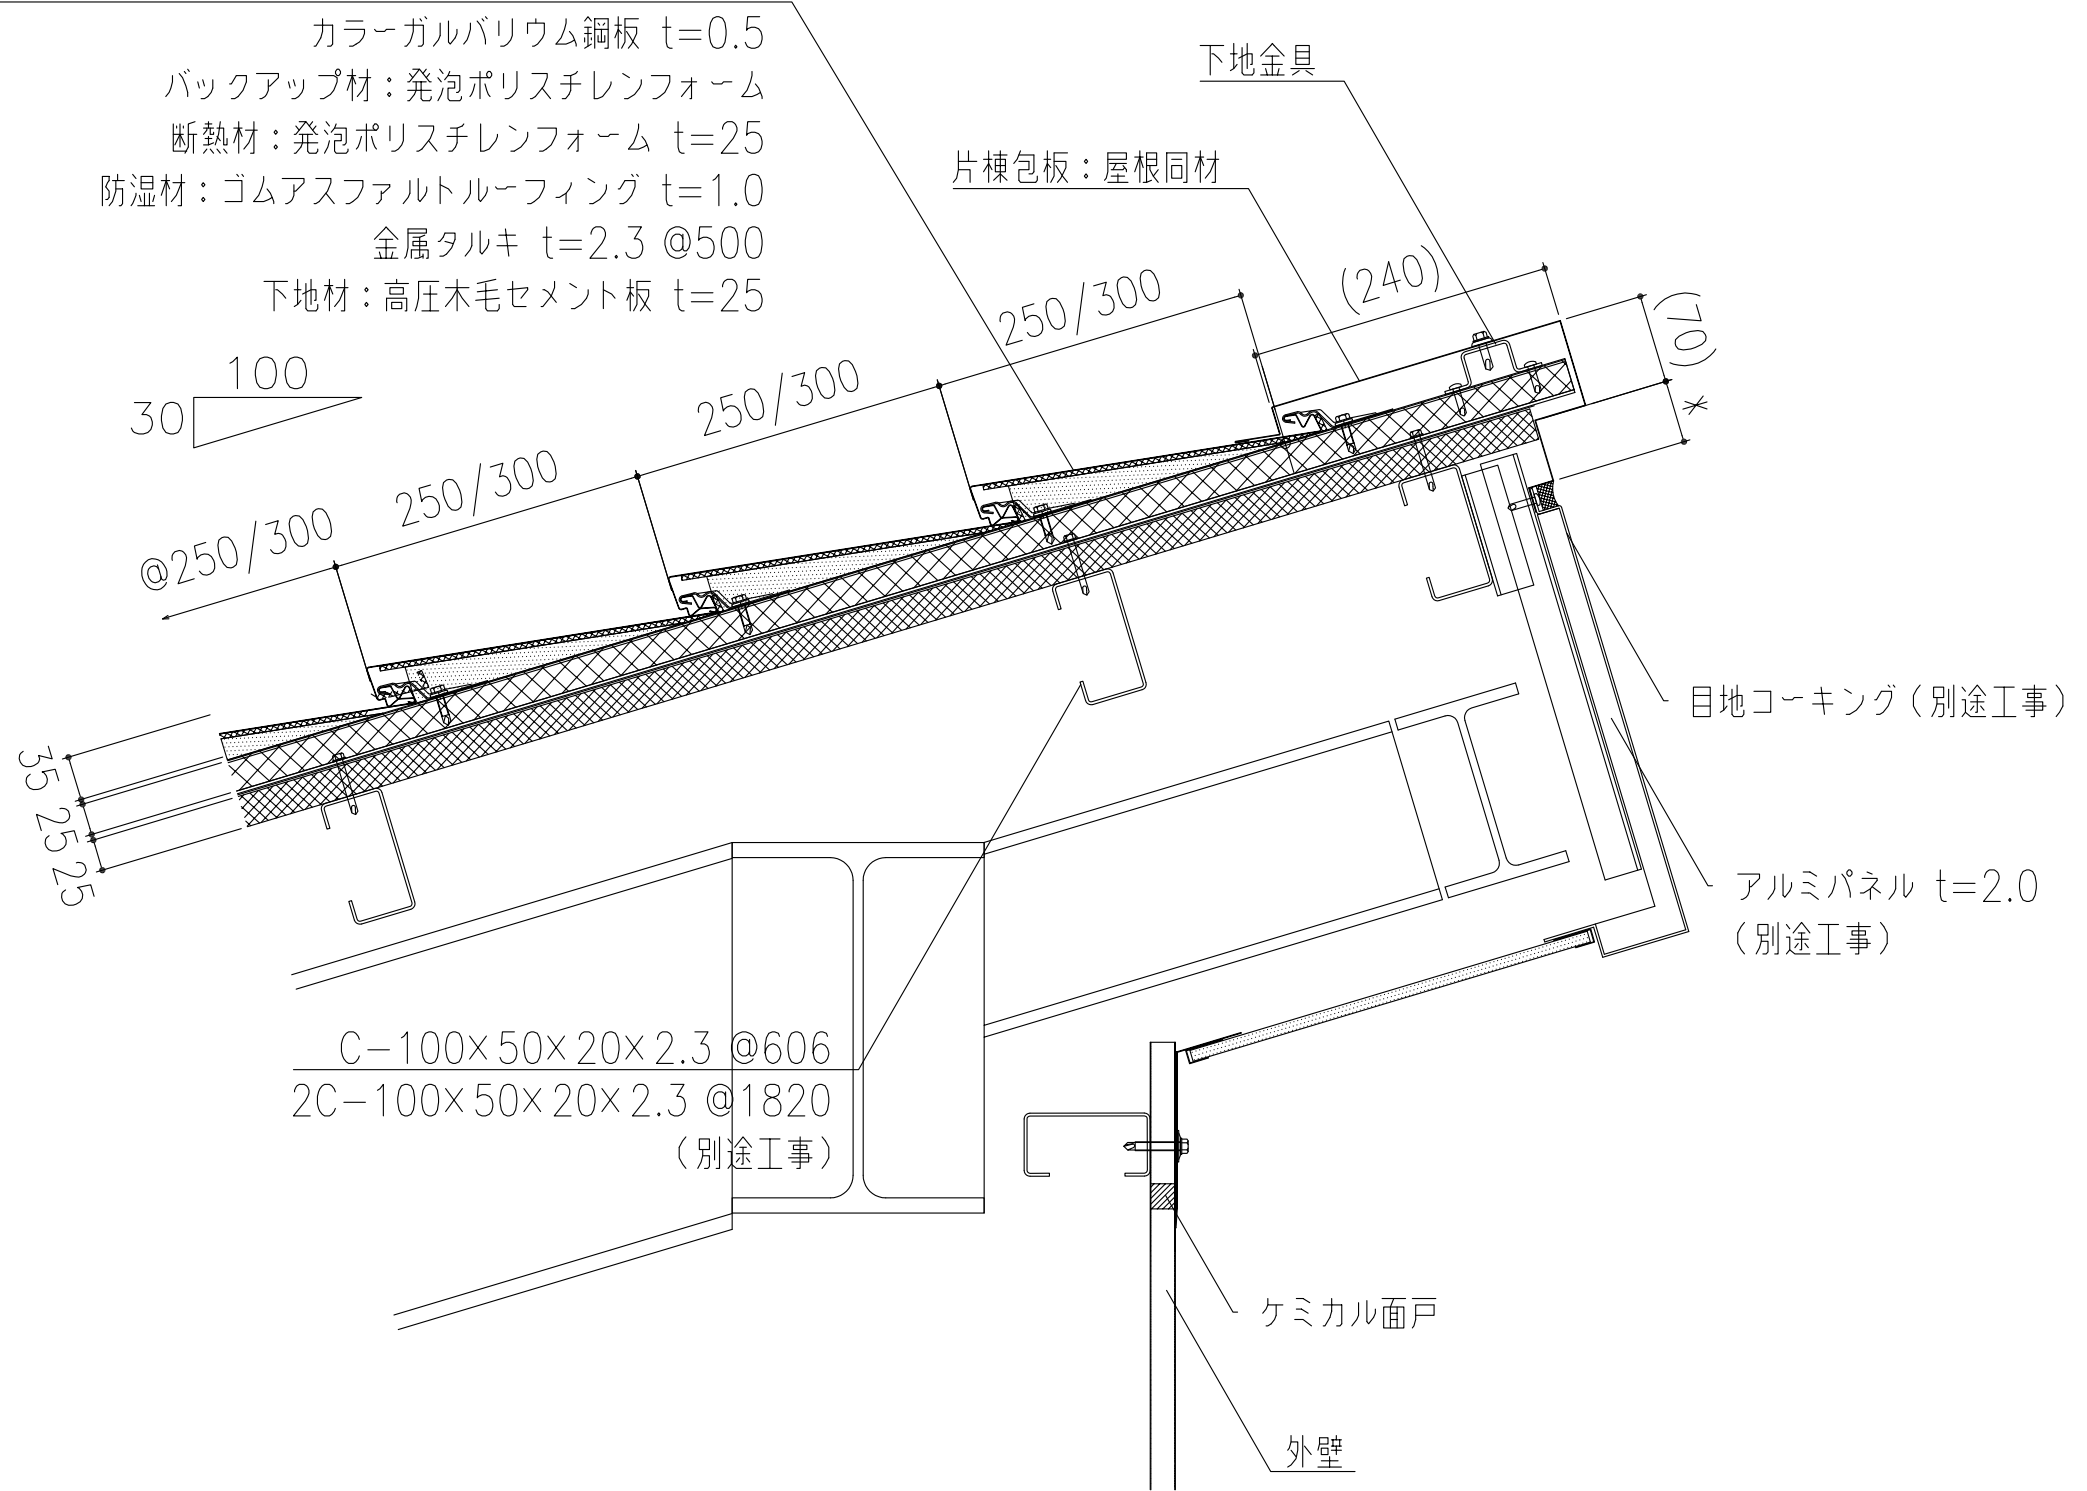 カラーガルバリウム鋼板 t=0.5
バックアップ材：発泡ポリスチレンフォーム
断熱材：発泡ポリスチレンフォーム t=25
防湿材：ゴムアスファルトルーフィング t=1.0
金属タルキ t=2.3 @500
下地材：高圧木毛セメント板 t=25
下地金具
片棟包板：屋根同材
(240)
(70)
*
250/300
250/300
250/300
@250/300
100
30
35
25
25
目地コーキング（別途工事）
アルミパネル t=2.0
（別途工事）
C-100×50×20×2.3 @606
2C-100×50×20×2.3 @1820
（別途工事）
ケミカル面戸
外壁